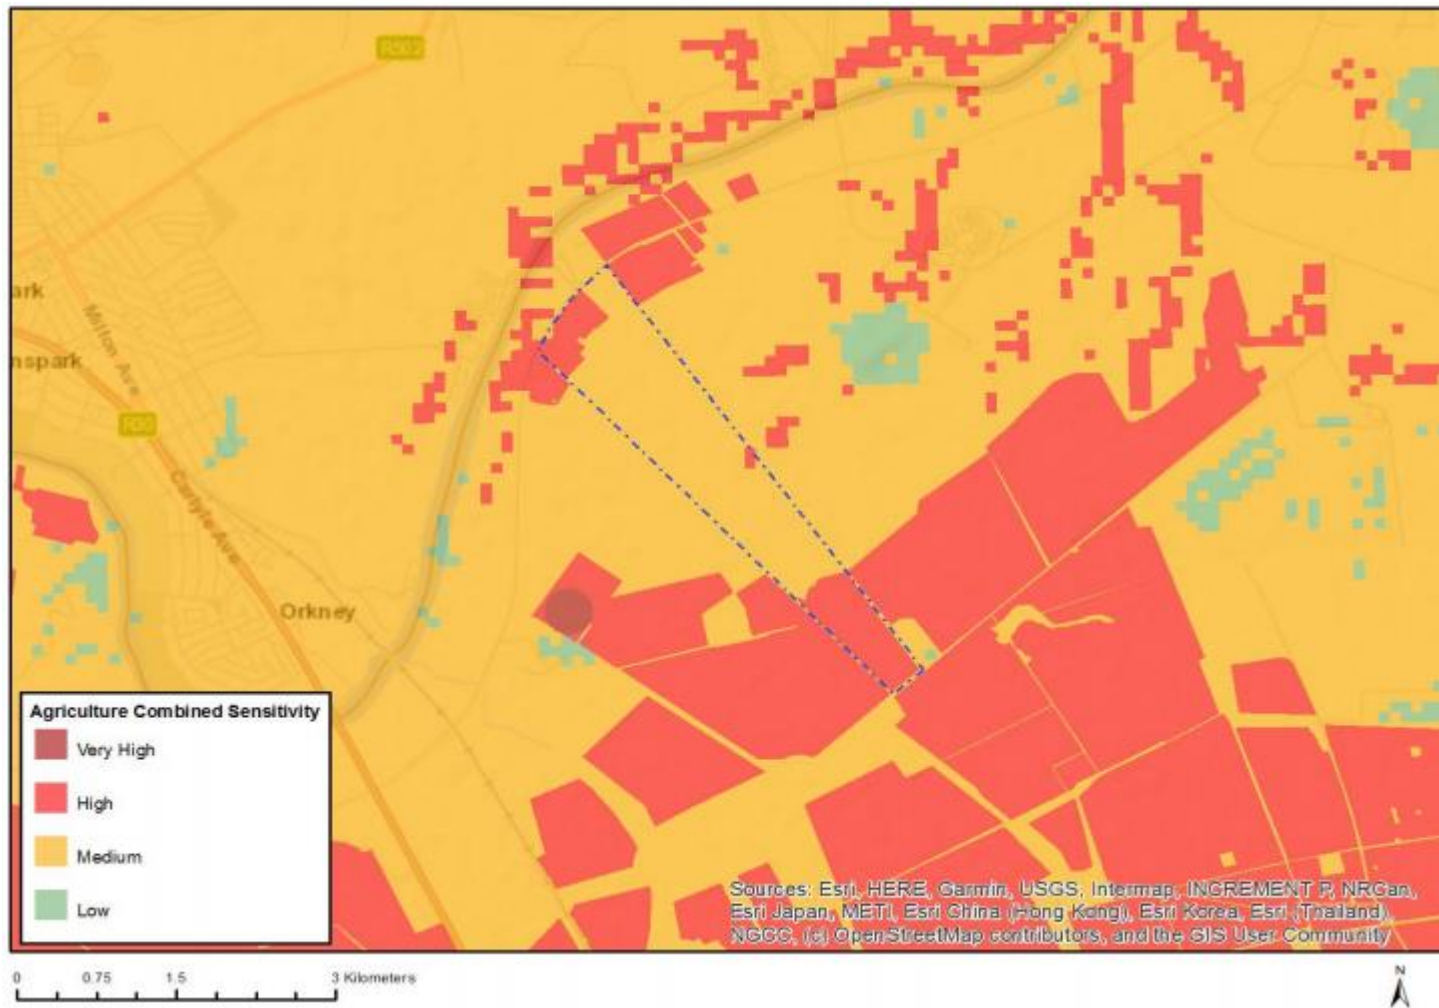 R502
ark
Milton Ave
nspark
R30
Carlyle Ave
Orkney
Agriculture Combined Sensitivity
Very High
High
Medium
Low
Sources: Esri, HERE, Garmin, USGS, Intermap, INCREMENT P, NRCan,
Esri Japan, METI, Esri China (Hong Kong), Esri Korea, Esri (Thailand),
NGCC, (c) OpenStreetMap contributors, and the GIS User Community
0 0.75 1.5 3 Kilometers
N